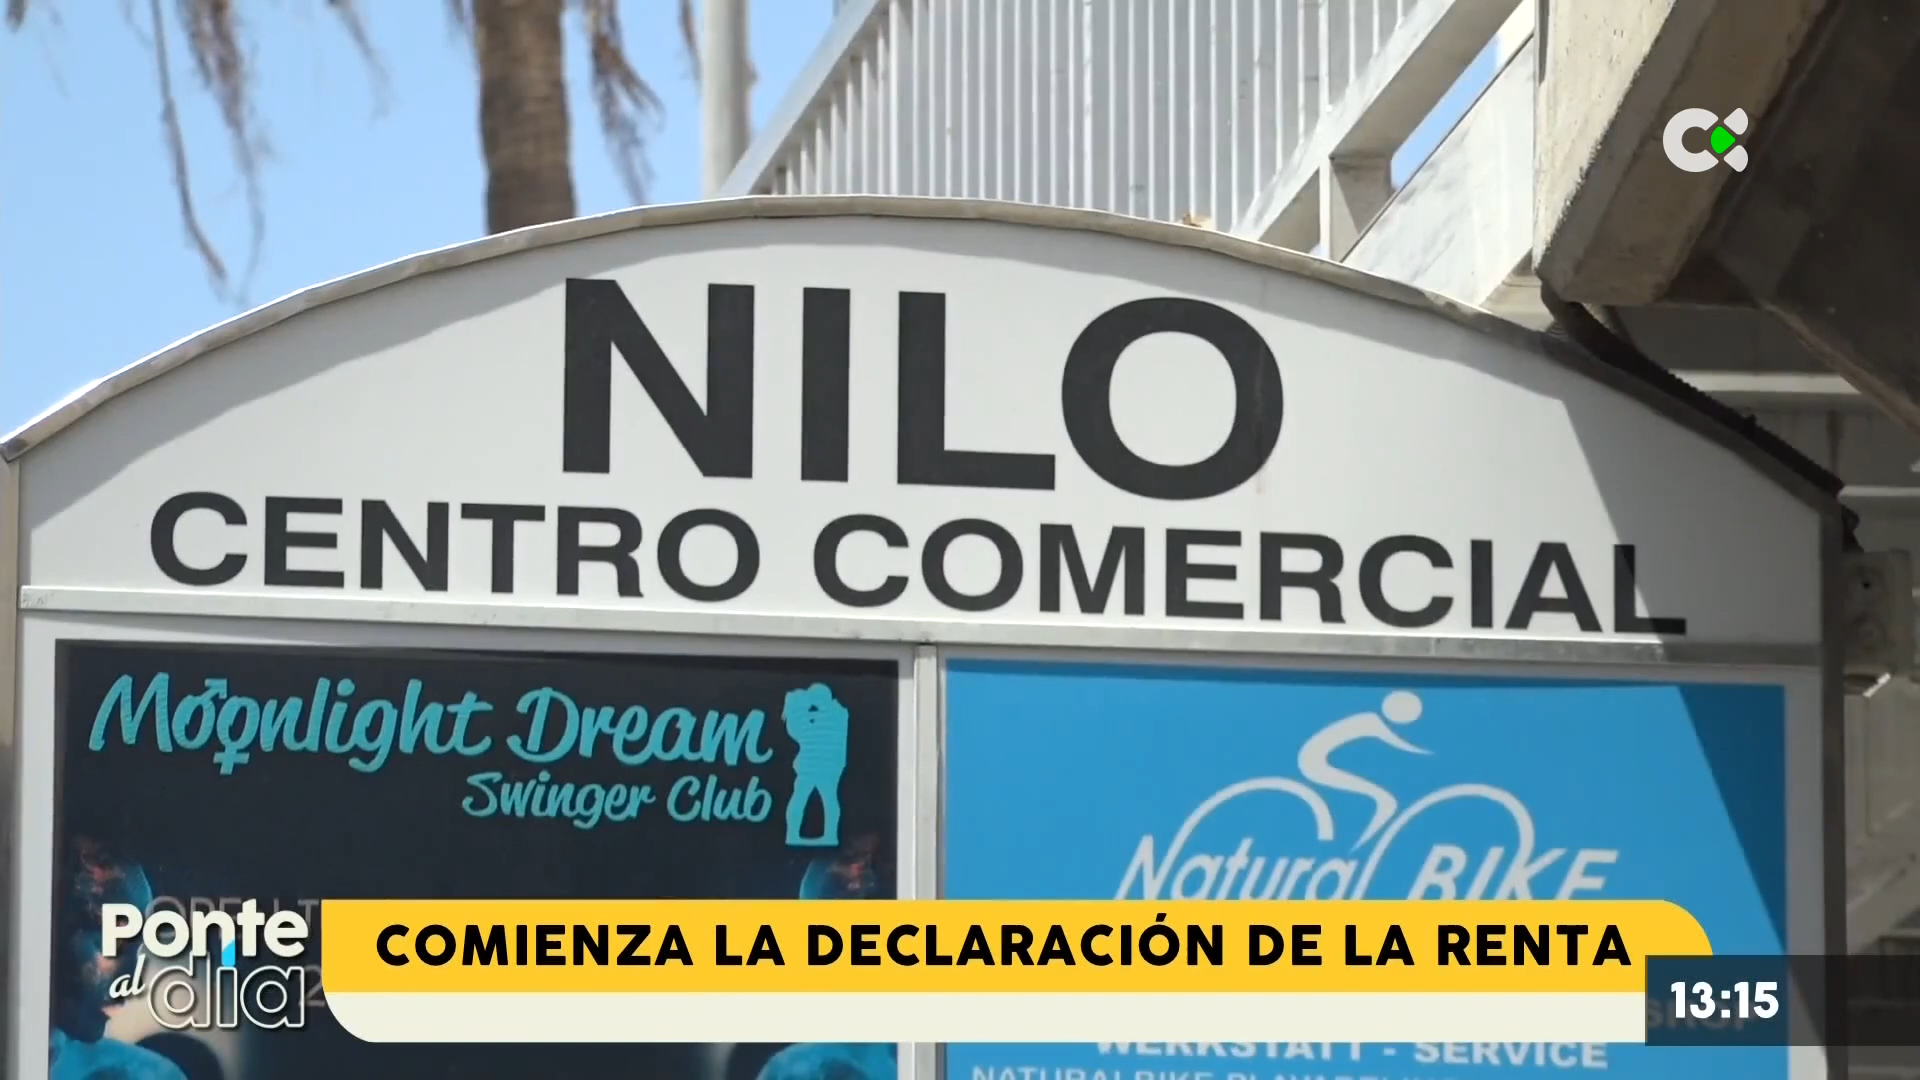 NILO
CENTRO COMERCIAL
Moonlight Dream
Swinger Club
Natural BIKE
Ponte
al día
COMIENZA LA DECLARACIÓN DE LA RENTA
13:15
WERKSTATT - SERVICE